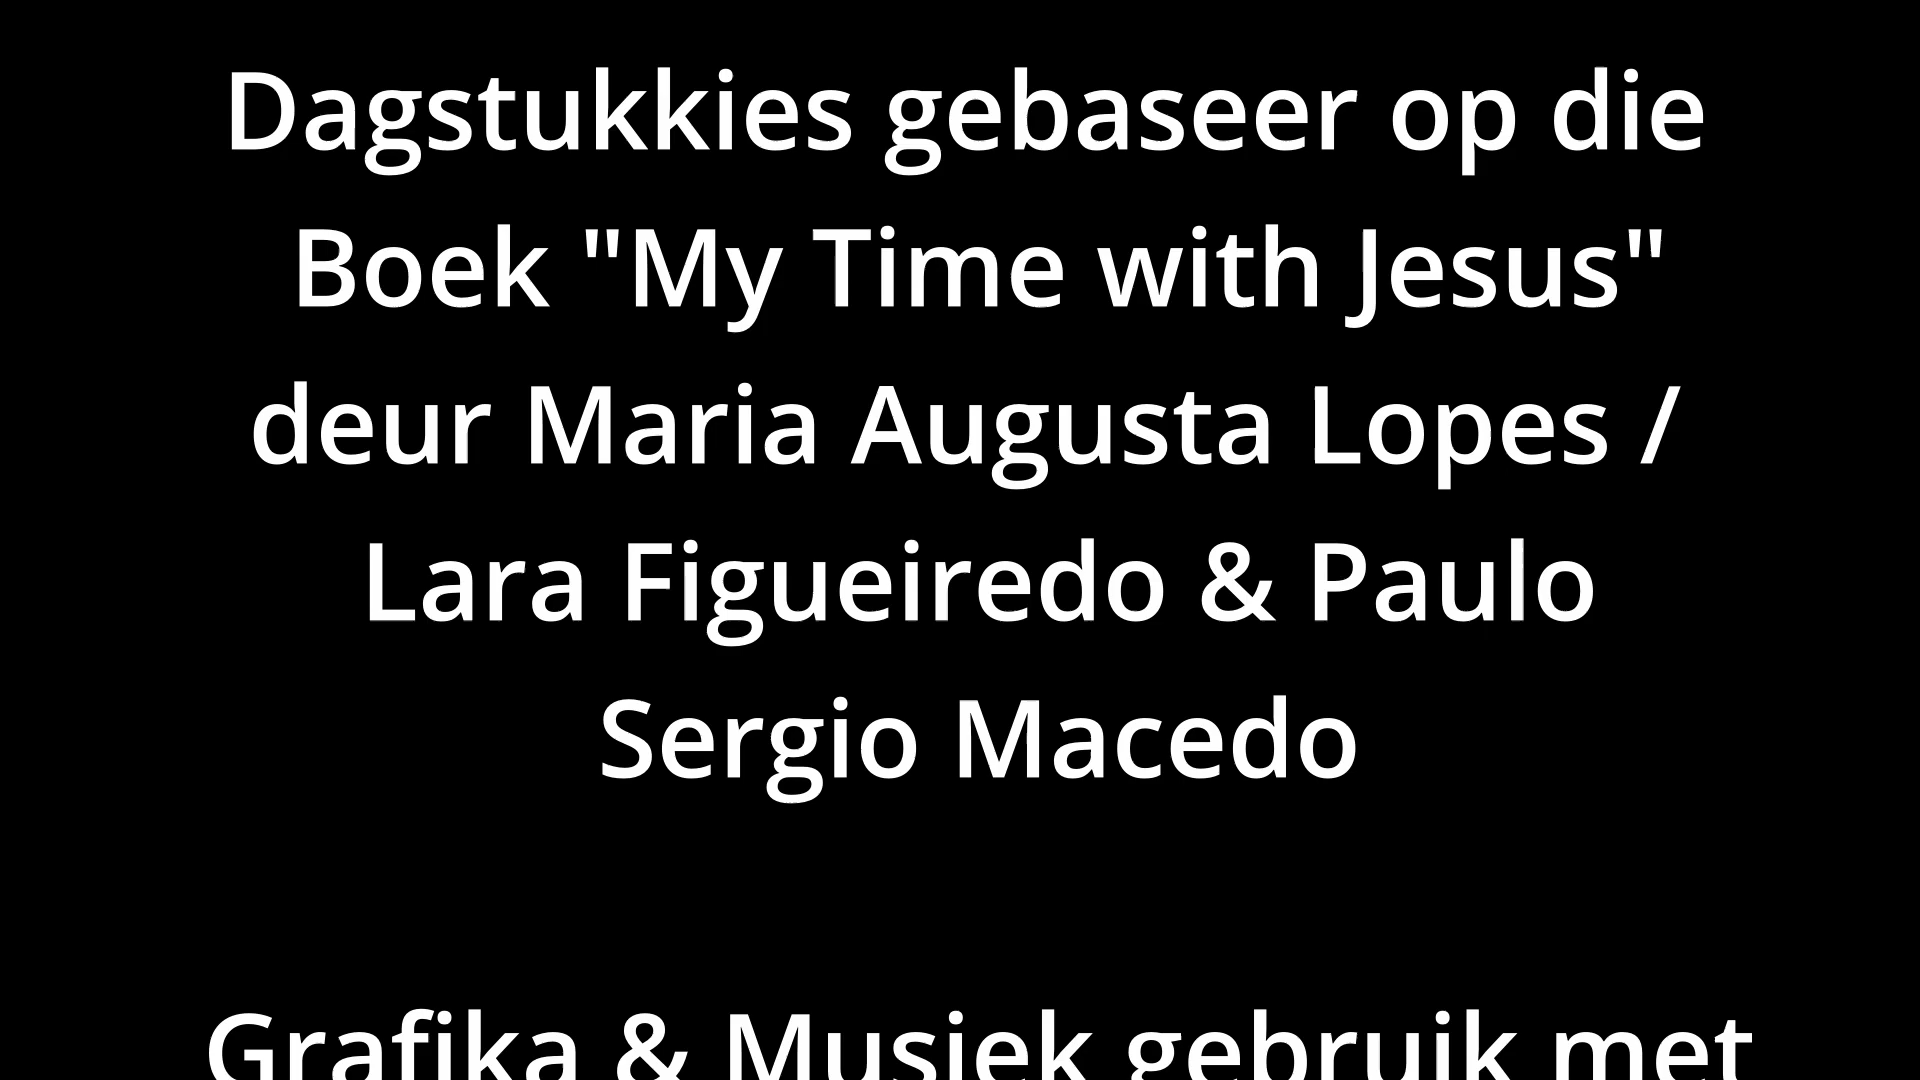 Dagstukkies gebaseer op die
Boek "My Time with Jesus"
deur Maria Augusta Lopes /
Lara Figueiredo & Paulo
Sergio Macedo
Grafika & Musiek gebruik met